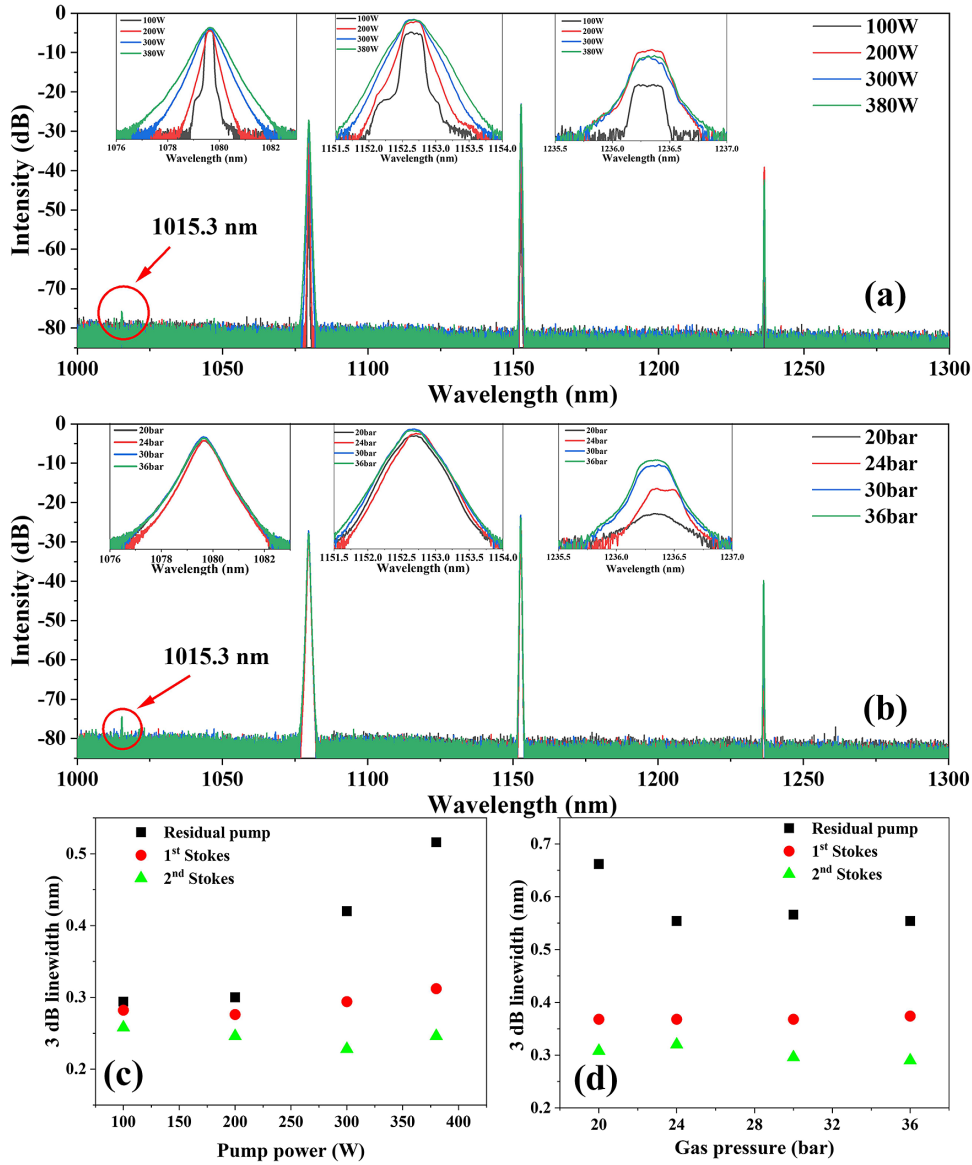 100W
200W
300W
380W
1076 1078 1080 1082
Wavelength (nm)
100W
200W
300W
380W
1151.5 1152.0 1152.5 1153.0 1153.5 1154.0
Wavelength (nm)
100W
200W
300W
380W
1235.5 1236.0 1236.5 1237.0
Wavelength (nm)
100W
200W
300W
380W
Intensity (dB)
0
-10
-20
-30
-40
-50
-60
-70
-80
1015.3 nm
(a)
1000 1050 1100 1150 1200 1250 1300
Wavelength (nm)
20bar
24bar
30bar
36bar
1076 1078 1080 1082
Wavelength (nm)
20bar
24bar
30bar
36bar
1151.5 1152.0 1152.5 1153.0 1153.5 1154.0
Wavelength (nm)
20bar
24bar
30bar
36bar
1235.5 1236.0 1236.5 1237.0
Wavelength (nm)
20bar
24bar
30bar
36bar
Intensity (dB)
0
-10
-20
-30
-40
-50
-60
-70
-80
1015.3 nm
(b)
1000 1050 1100 1150 1200 1250 1300
Wavelength (nm)
Residual pump
1st Stokes
2nd Stokes
3 dB linewidth (nm)
0.5
0.4
0.3
0.2
(c)
100 150 200 250 300 350 400
Pump power (W)
Residual pump
1st Stokes
2nd Stokes
3 dB linewidth (nm)
0.7
0.6
0.5
0.4
0.3
0.2
(d)
20 24 28 32 36
Gas pressure (bar)